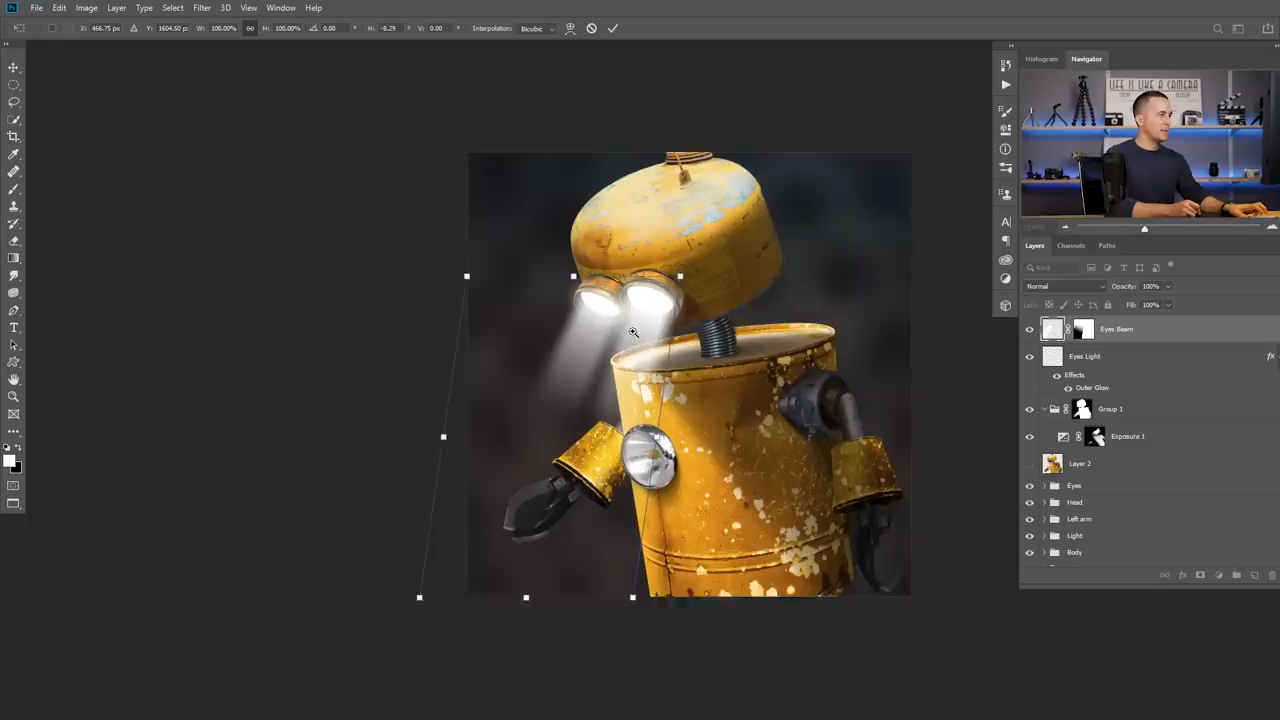 Ps File Edit Image Layer Type Select Filter 3D View Window Help
X: 466.75 px Y: 1604.50 px W: 100.00% H: 100.00% 0.00 ° H: -8.29 ° V: 0.00 ° Interpolation: Bicubic
Histogram Navigator
LIFE IS LIKE A CAMERA
Layers Channels Paths
Kind
Normal Opacity: 100%
Lock: Fill: 100%
Eyes Beam
Eyes Light fx
Effects
Outer Glow
Group 1
Exposure 1
Layer 2
Eyes
Head
Left arm
Light
Body